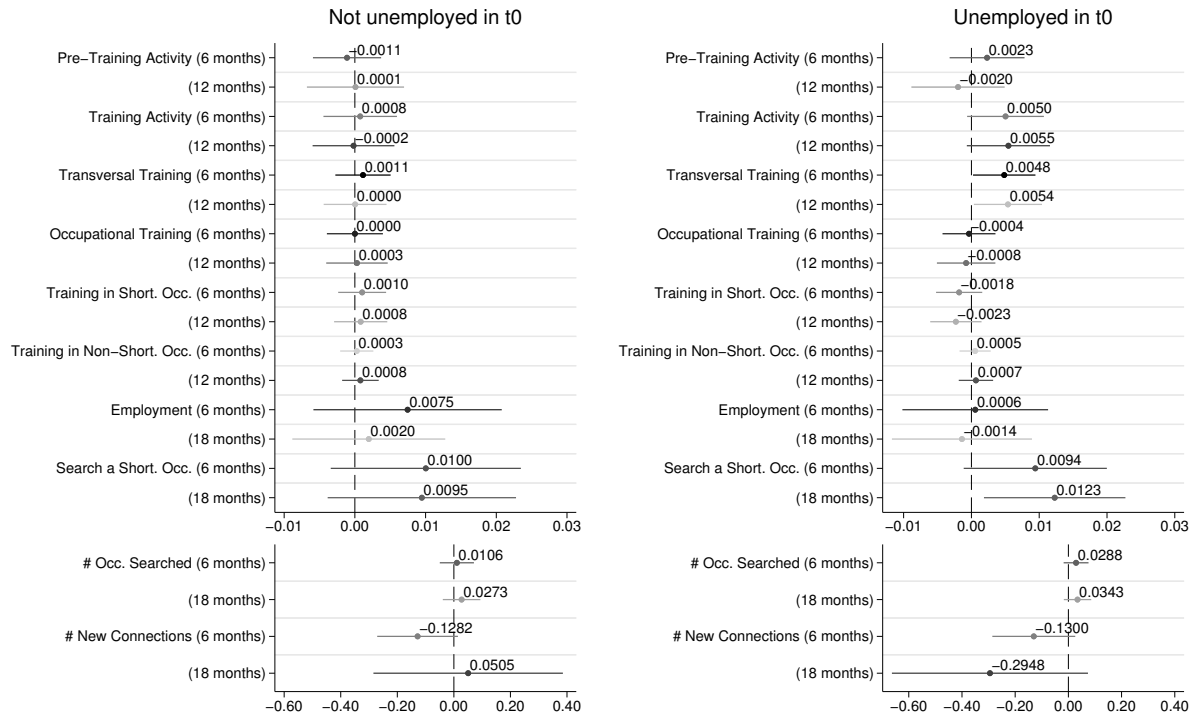 Not unemployed in t0
Pre−Training Activity (6 months) −0.0011
(12 months) 0.0001
Training Activity (6 months) 0.0008
(12 months) −0.0002
Transversal Training (6 months) 0.0011
(12 months) 0.0000
Occupational Training (6 months) 0.0000
(12 months) 0.0003
Training in Short. Occ. (6 months) 0.0010
(12 months) 0.0008
Training in Non−Short. Occ. (6 months) 0.0003
(12 months) 0.0008
Employment (6 months) 0.0075
(18 months) 0.0020
Search a Short. Occ. (6 months) 0.0100
(18 months) 0.0095
−0.01 0.00 0.01 0.02 0.03
# Occ. Searched (6 months) 0.0106
(18 months) 0.0273
# New Connections (6 months) −0.1282
(18 months) 0.0505
−0.60 −0.40 −0.20 0.00 0.20 0.40
Unemployed in t0
Pre−Training Activity (6 months) 0.0023
(12 months) −0.0020
Training Activity (6 months) 0.0050
(12 months) 0.0055
Transversal Training (6 months) 0.0048
(12 months) 0.0054
Occupational Training (6 months) −0.0004
(12 months) −0.0008
Training in Short. Occ. (6 months) −0.0018
(12 months) −0.0023
Training in Non−Short. Occ. (6 months) 0.0005
(12 months) 0.0007
Employment (6 months) 0.0006
(18 months) −0.0014
Search a Short. Occ. (6 months) 0.0094
(18 months) 0.0123
−0.01 0.00 0.01 0.02 0.03
# Occ. Searched (6 months) 0.0288
(18 months) 0.0343
# New Connections (6 months) −0.1300
(18 months) −0.2948
−0.60 −0.40 −0.20 0.00 0.20 0.40